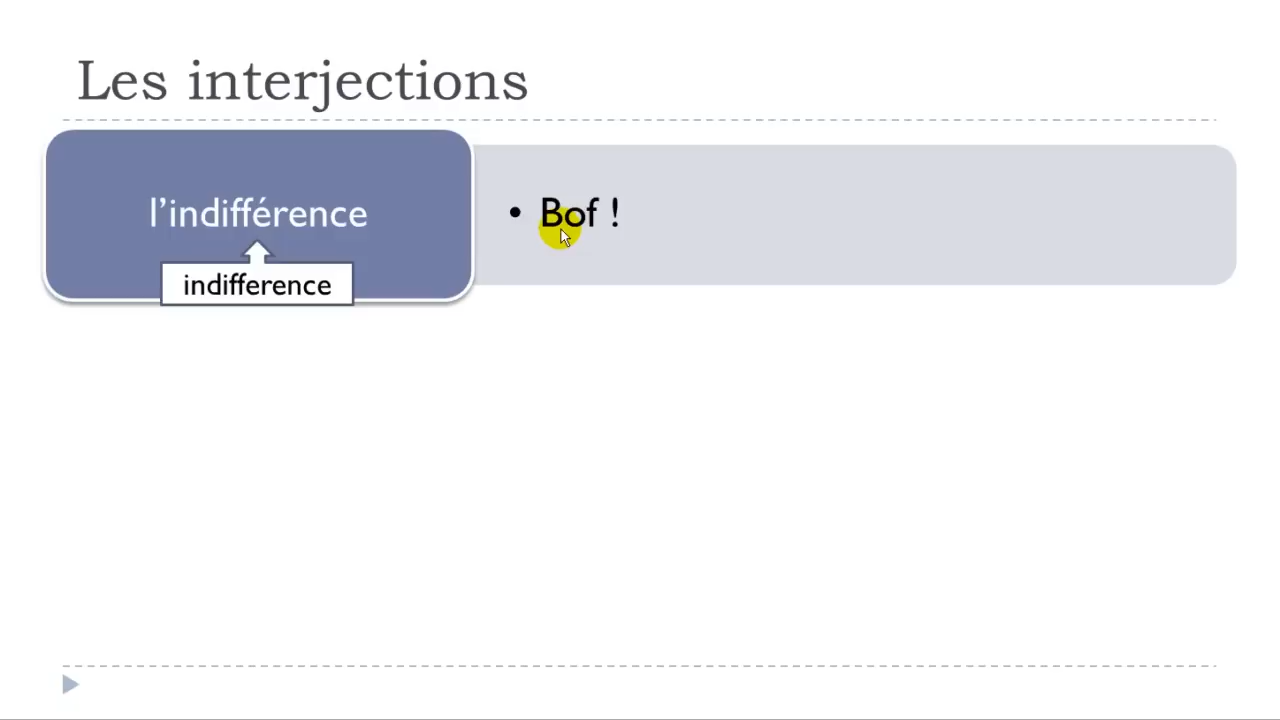 Les interjections
l’indifférence
indifference
• Bof !